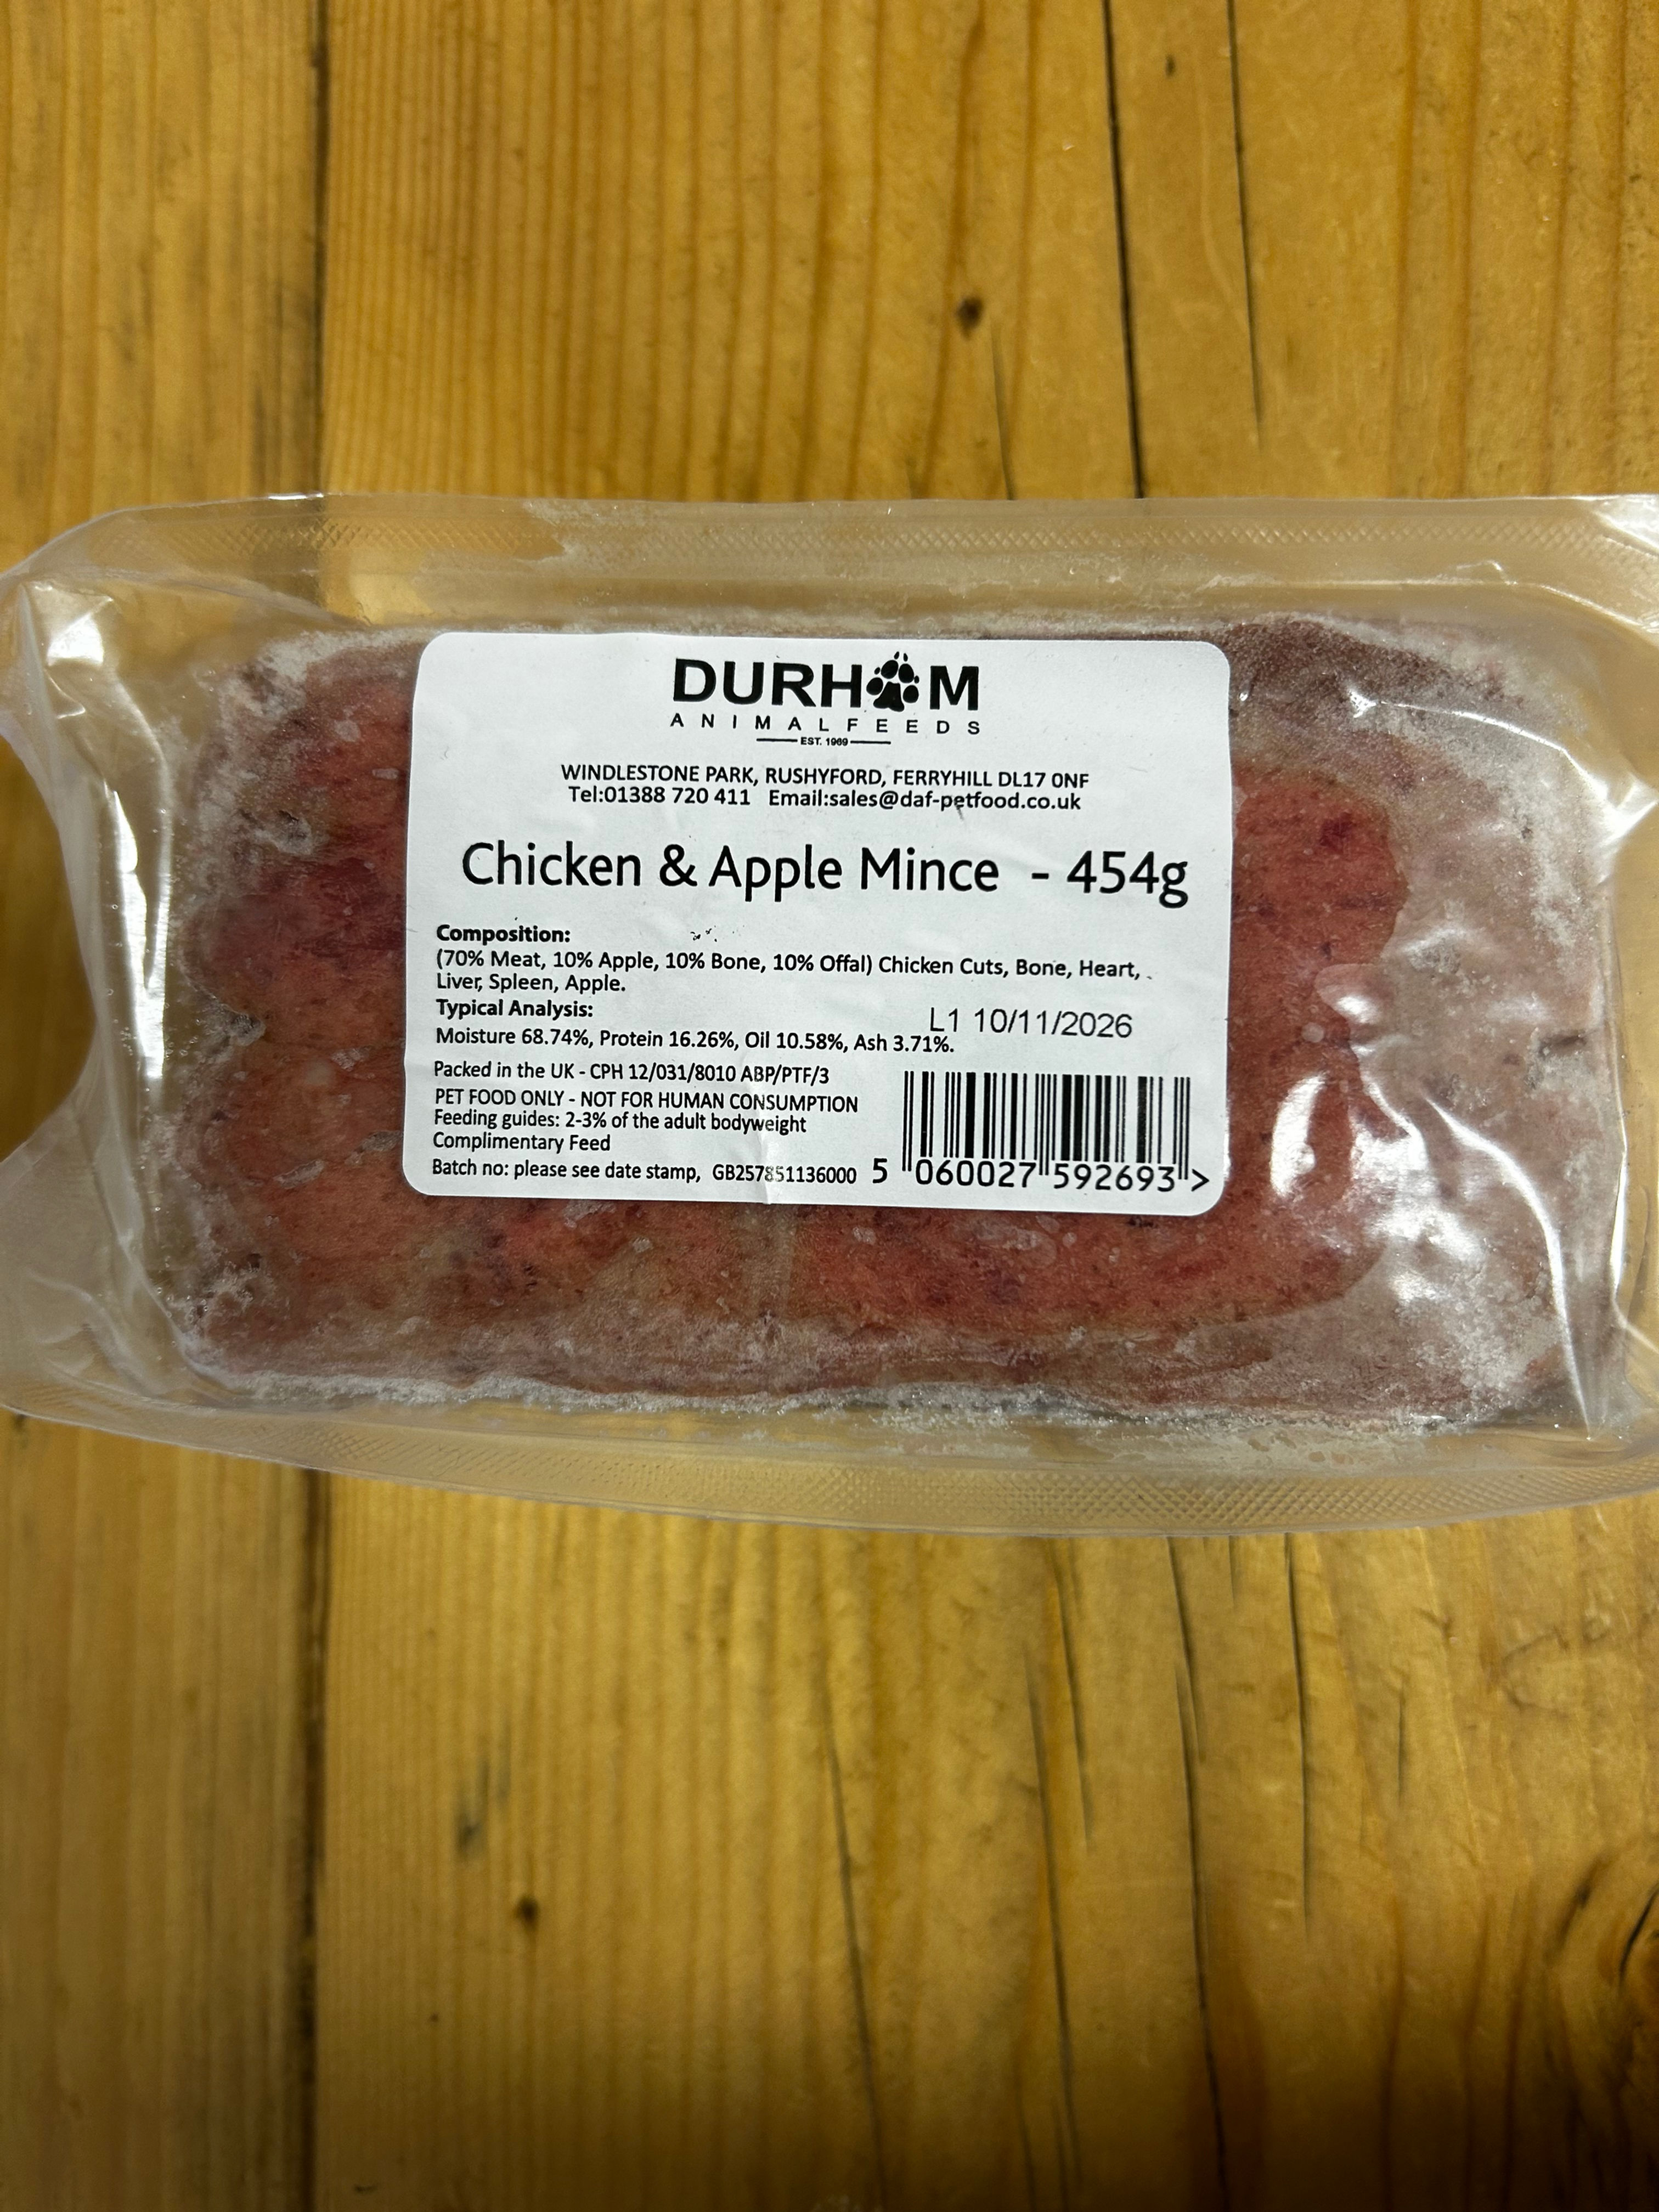 DURHAM
ANIMALFEEDS
EST. 1969
WINDLESTONE PARK, RUSHYFORD, FERRYHILL DL17 0NF
Tel:01388 720 411 Email:sales@daf-petfood.co.uk
Chicken & Apple Mince - 454g
Composition:
(70% Meat, 10% Apple, 10% Bone, 10% Offal) Chicken Cuts, Bone, Heart,
Liver, Spleen, Apple.
Typical Analysis:
L1 10/11/2026
Moisture 68.74%, Protein 16.26%, Oil 10.58%, Ash 3.71%.
Packed in the UK - CPH 12/031/8010 ABP/PTF/3
PET FOOD ONLY - NOT FOR HUMAN CONSUMPTION
Feeding guides: 2-3% of the adult bodyweight
Complimentary Feed
Batch no: please see date stamp, GB257851136000
5 060027 592693 >